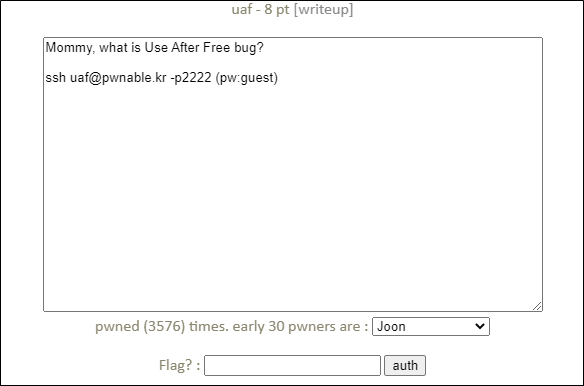 uaf - 8 pt [writeup]
Mommy, what is Use After Free bug?
ssh uaf@pwnable.kr -p2222 (pw:guest)
pwned (3576) times. early 30 pwners are : Joon
Flag? : auth